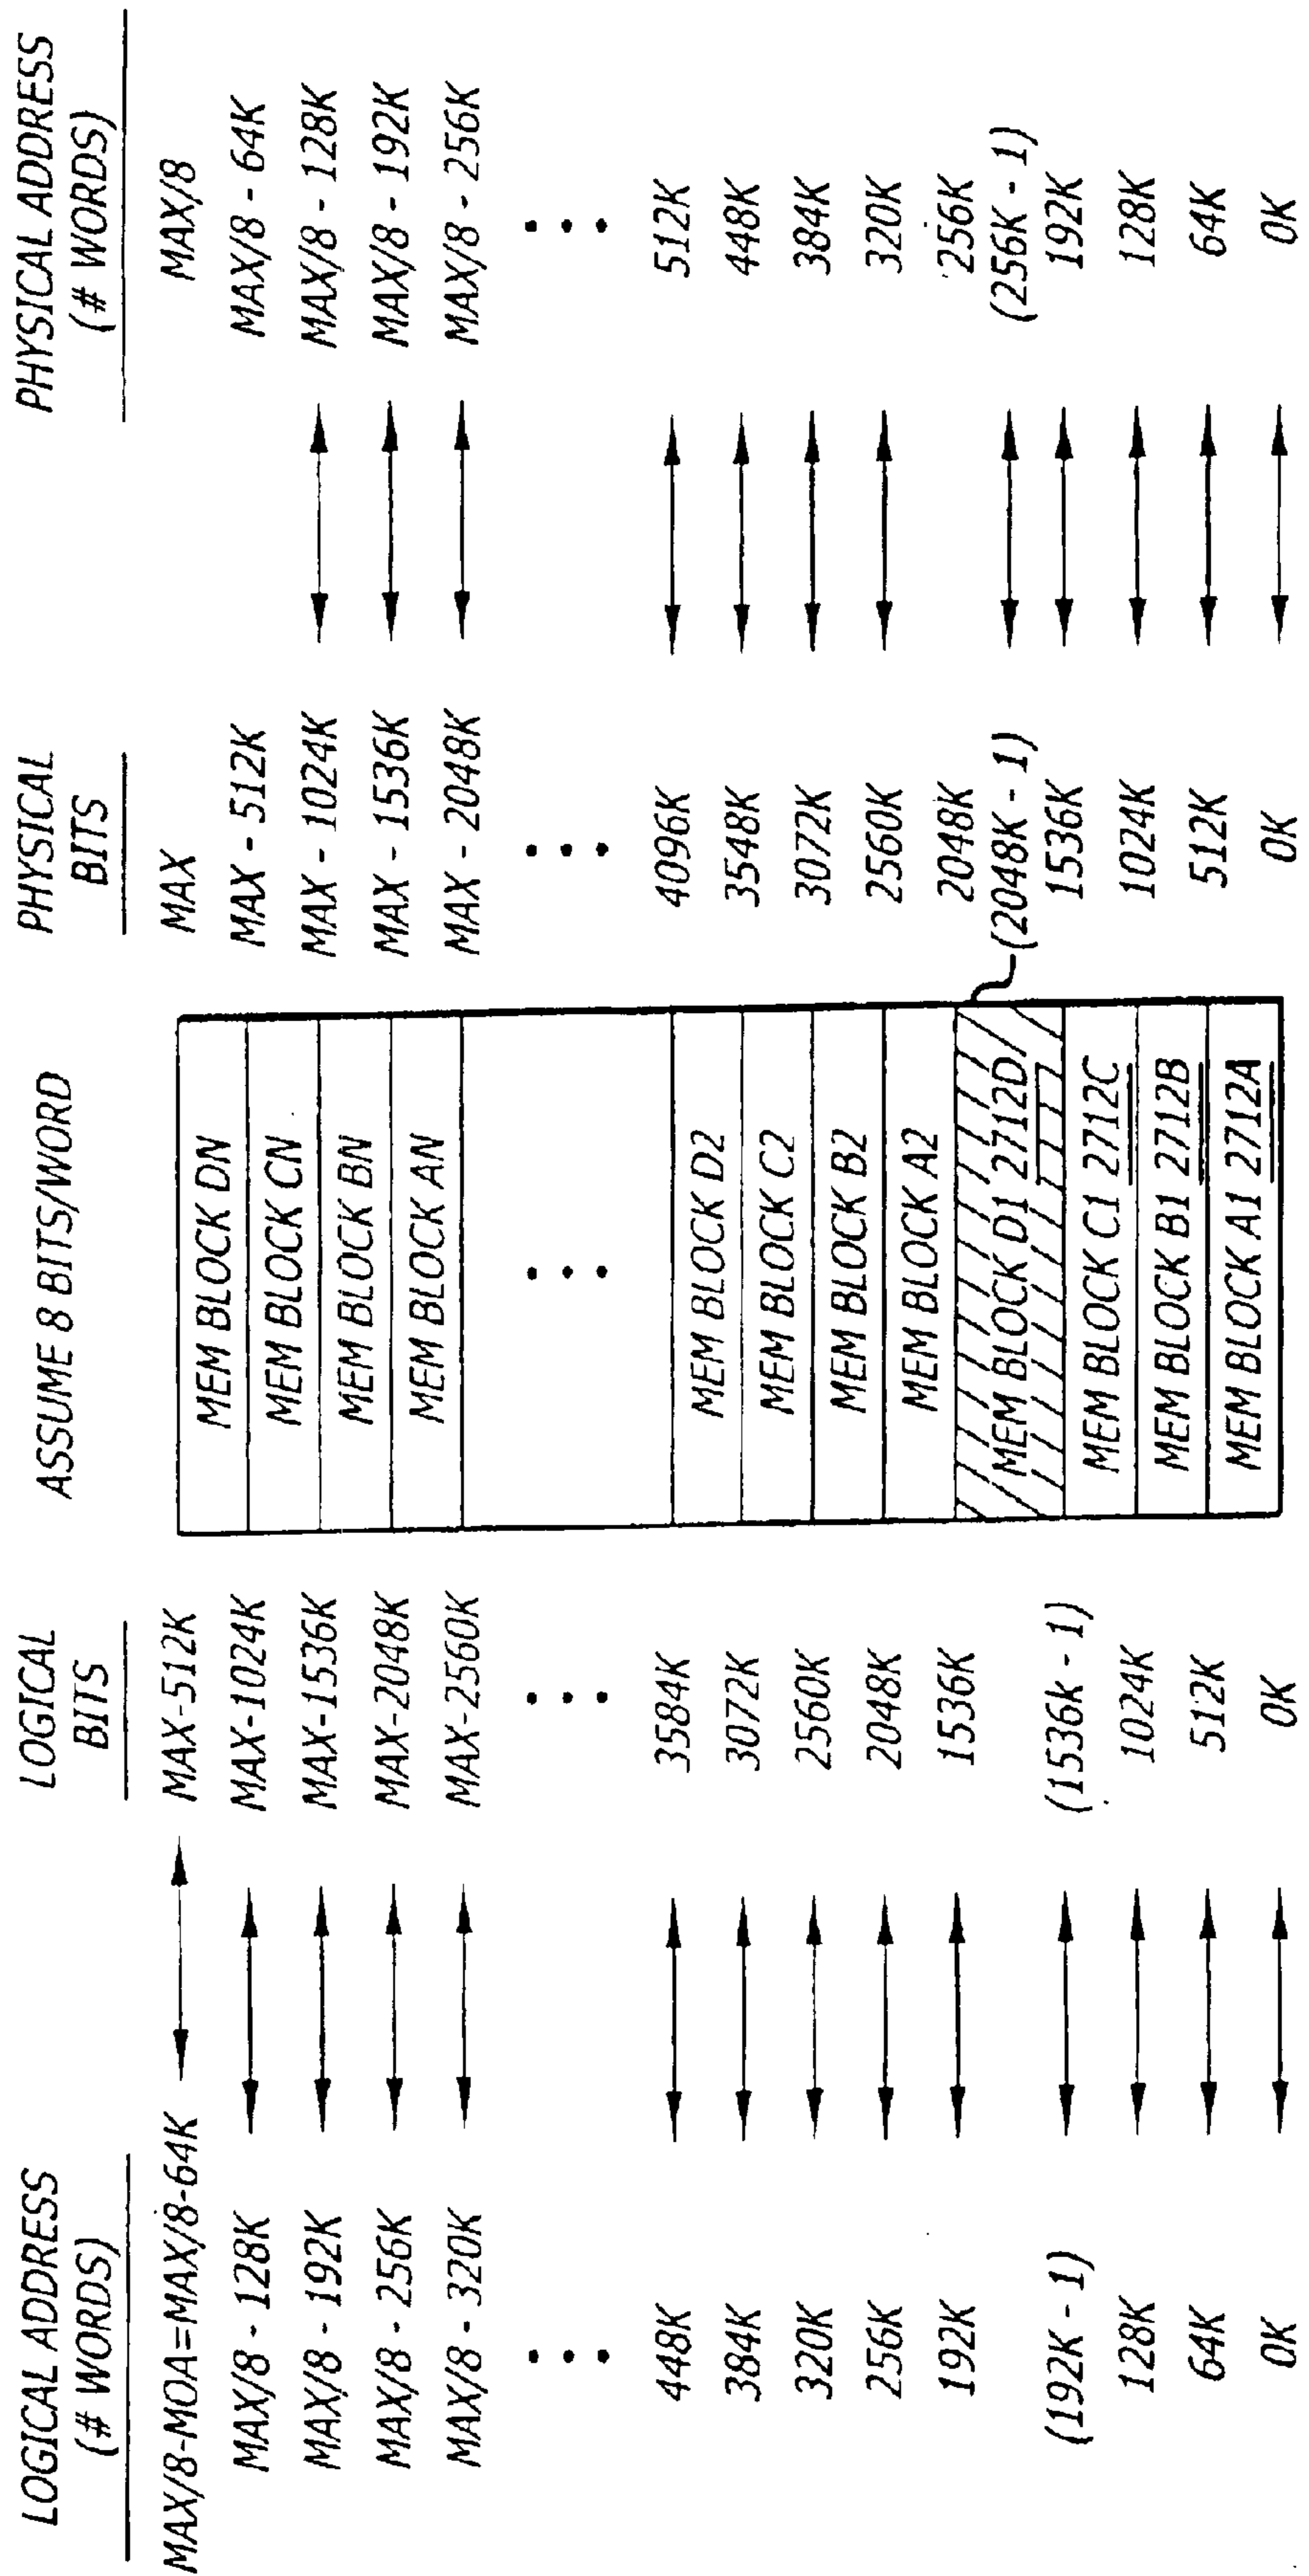 LOGICAL ADDRESS
(# WORDS)
MAX/8-MOA=MAX/8-64K
MAX/8 - 128K
MAX/8 - 192K
MAX/8 - 256K
MAX/8 - 320K
448K
384K
320K
256K
192K
(192K - 1)
128K
64K
0K
LOGICAL
BITS
MAX-512K
MAX-1024K
MAX-1536K
MAX-2048K
MAX-2560K
3584K
3072K
2560K
2048K
1536K
(1536k - 1)
1024K
512K
0K
ASSUME 8 BITS/WORD
MEM BLOCK DN
MEM BLOCK CN
MEM BLOCK BN
MEM BLOCK AN
MEM BLOCK D2
MEM BLOCK C2
MEM BLOCK B2
MEM BLOCK A2
MEM BLOCK D1 2712D
MEM BLOCK C1 2712C
MEM BLOCK B1 2712B
MEM BLOCK A1 2712A
PHYSICAL
BITS
MAX
MAX - 512K
MAX - 1024K
MAX - 1536K
MAX - 2048K
4096K
3548K
3072K
2560K
2048K
(2048K - 1)
1536K
1024K
512K
0K
PHYSICAL ADDRESS
(# WORDS)
MAX/8
MAX/8 - 64K
MAX/8 - 128K
MAX/8 - 192K
MAX/8 - 256K
512K
448K
384K
320K
256K
(256K - 1)
192K
128K
64K
0K